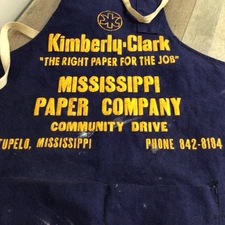 Kimberly-Clark
"THE RIGHT PAPER FOR THE JOB"
MISSISSIPPI
PAPER COMPANY
COMMUNITY DRIVE
TUPELO, MISSISSIPPI PHONE 842-8184